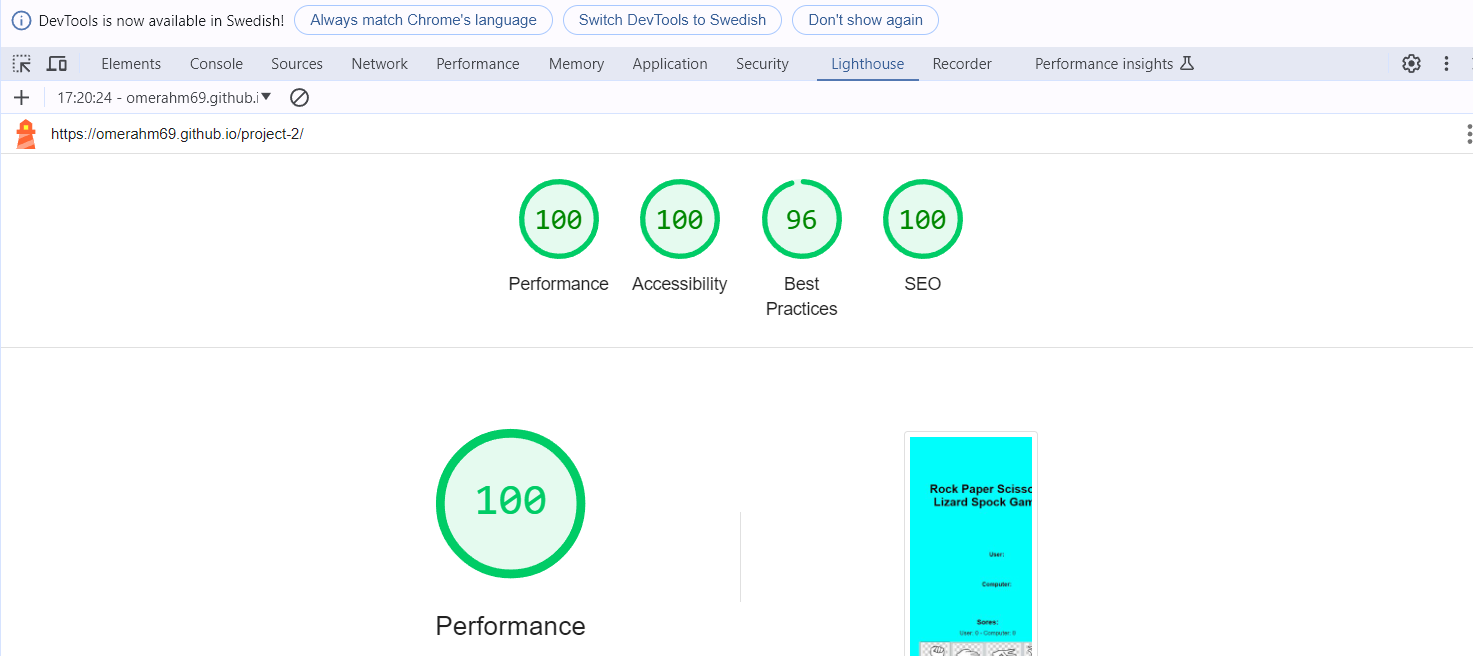 DevTools is now available in Swedish! Always match Chrome's language Switch DevTools to Swedish Don't show again
Elements Console Sources Network Performance Memory Application Security Lighthouse Recorder Performance insights
17:20:24 - omerahm69.github.i
https://omerahm69.github.io/project-2/
100 100 96 100
Performance Accessibility Best Practices SEO
100
Performance
Rock Paper Scisso
Lizard Spock Gam
User:
Computer:
Sores:
User: 0 - Computer: 0